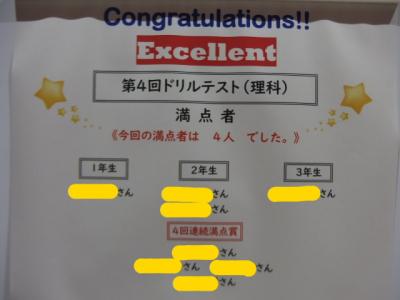 Congratulations!!
Excellent
第4回ドリルテスト(理科)
満点者
《今回の満点者は 4人 でした。》
1年生 2年生 3年生
さん さん さん
さん
4回連続満点賞
さん
さん さん
さん